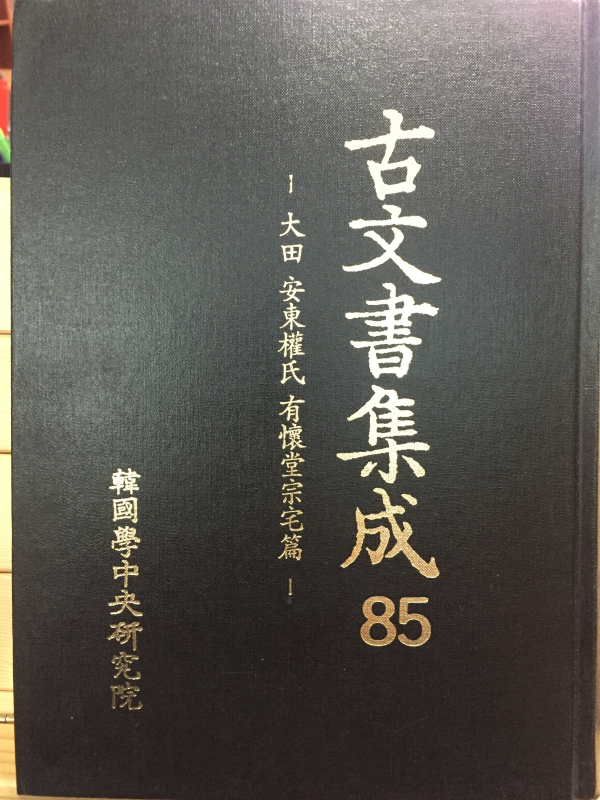 古文書集成 85
- 大田 安東權氏 有懷堂宗宅篇 -
韓國學中央研究院